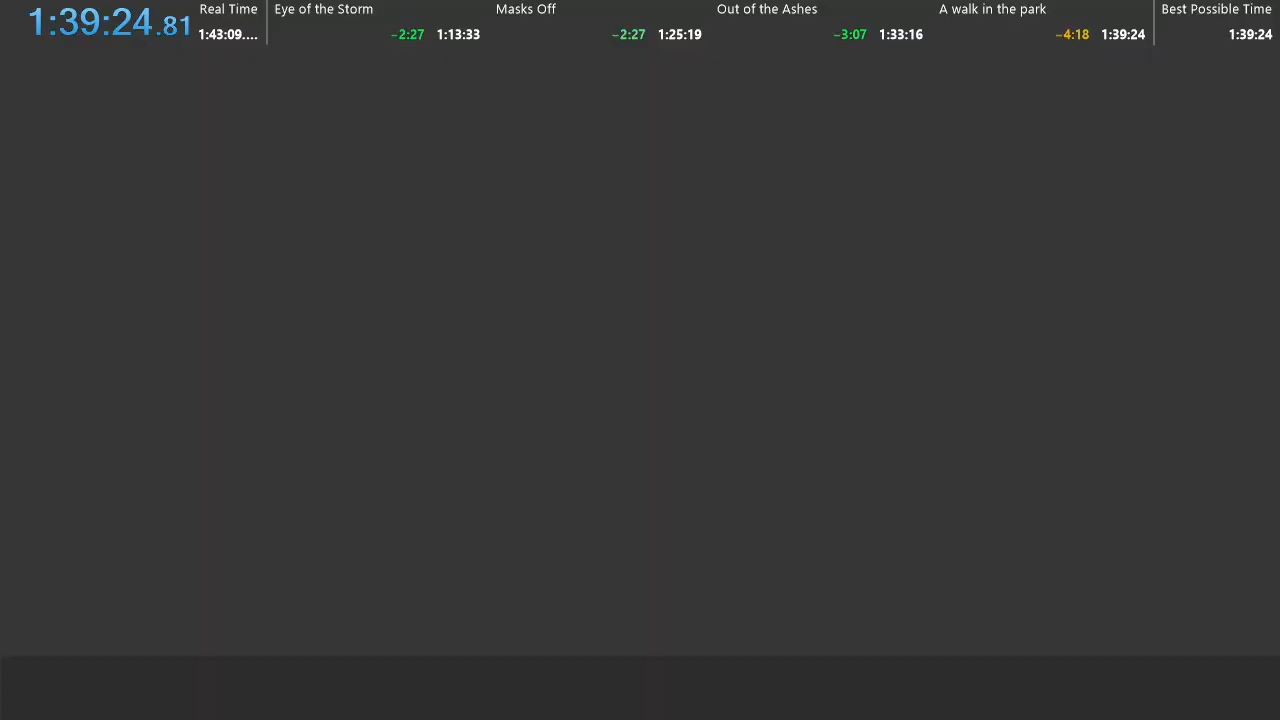 1:39:24.81
Real Time
1:43:09....
Eye of the Storm
−2:27 1:13:33
Masks Off
−2:27 1:25:19
Out of the Ashes
−3:07 1:33:16
A walk in the park
−4:18 1:39:24
Best Possible Time
1:39:24